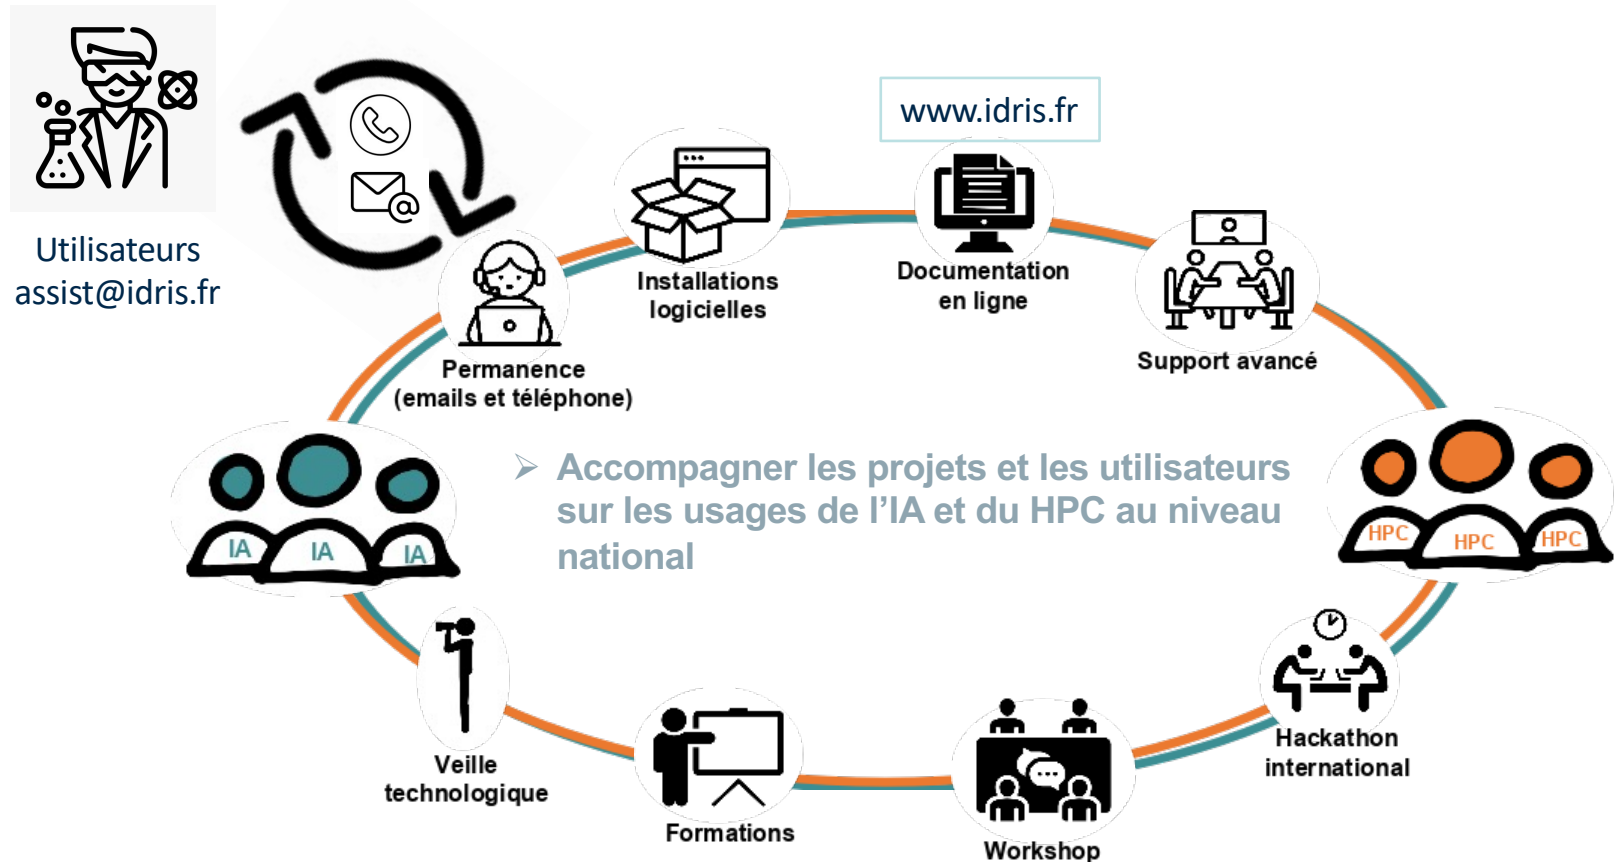 www.idris.fr
Utilisateurs
assist@idris.fr
Installations
logicielles
Documentation
en ligne
Support avancé
Permanence
(emails et téléphone)
➢ Accompagner les projets et les utilisateurs
sur les usages de l’IA et du HPC au niveau
national
IA
IA
IA
HPC
HPC
HPC
Veille
technologique
Formations
Workshop
Hackathon
international
@